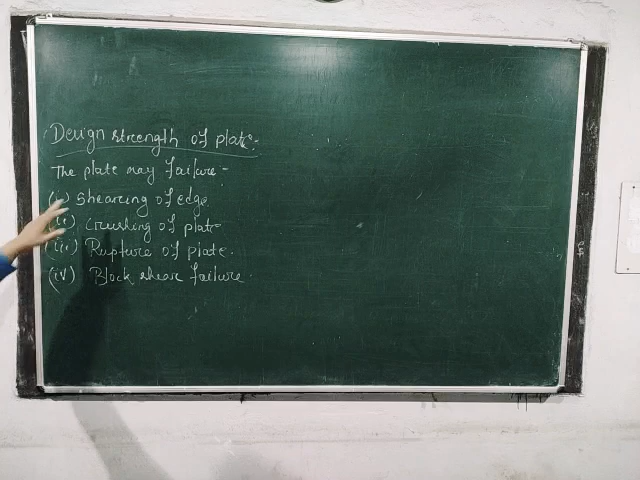 Design strength of plate:-
The plate may failure -
(i) Shearing of edge
(ii) Crushing of plate
(iii) Rupture of plate.
(iv) Block shear failure.